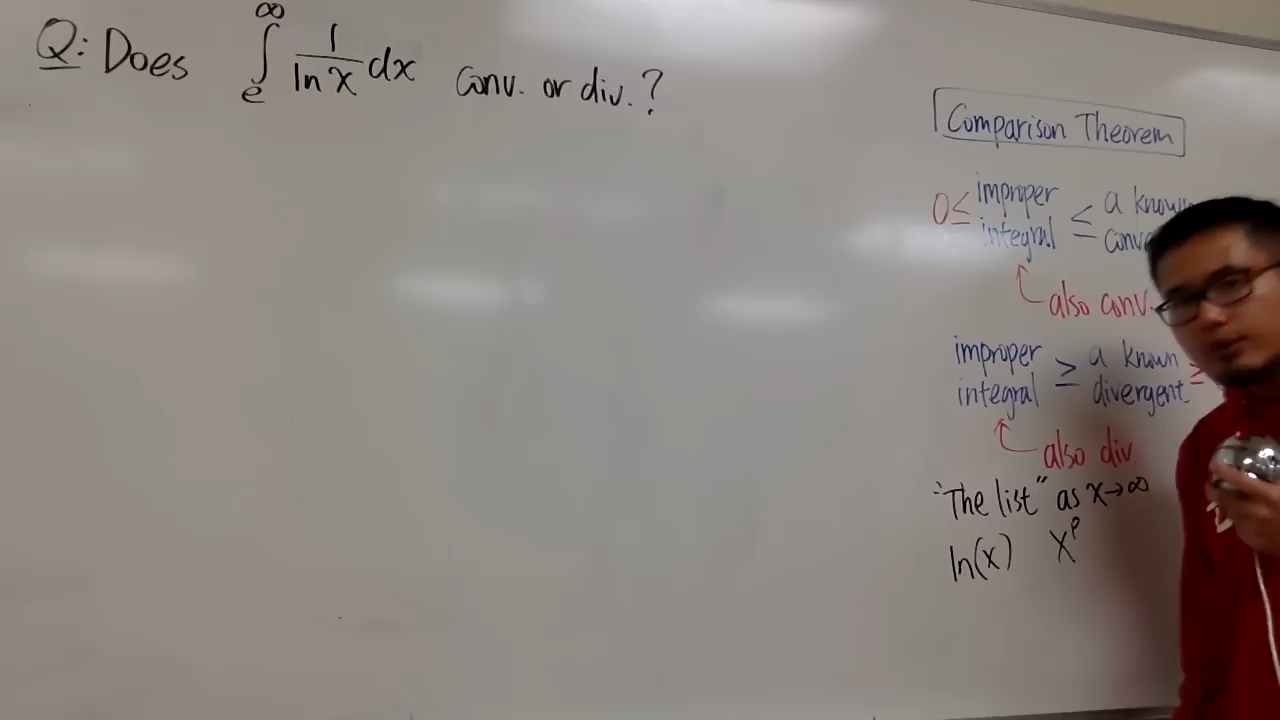 Q: Does ∫_e^∞ 1/ln x dx conv. or div.?
Comparison Theorem
0 ≤ improper integral ≤ a known
also conv.
improper integral ≥ a known divergent ≥
also div.
"The list" as x→∞
ln(x) x^p